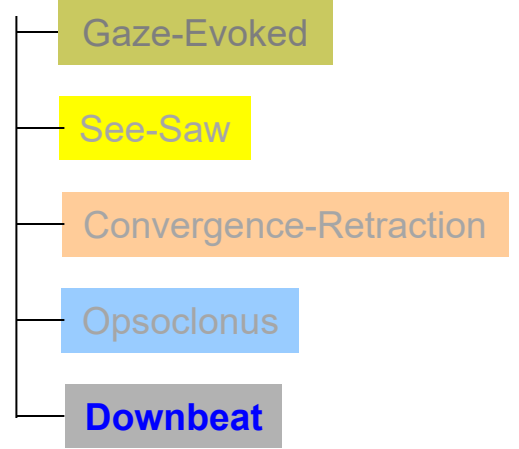 Gaze-Evoked
See-Saw
Convergence-Retraction
Opsoclonus
Downbeat